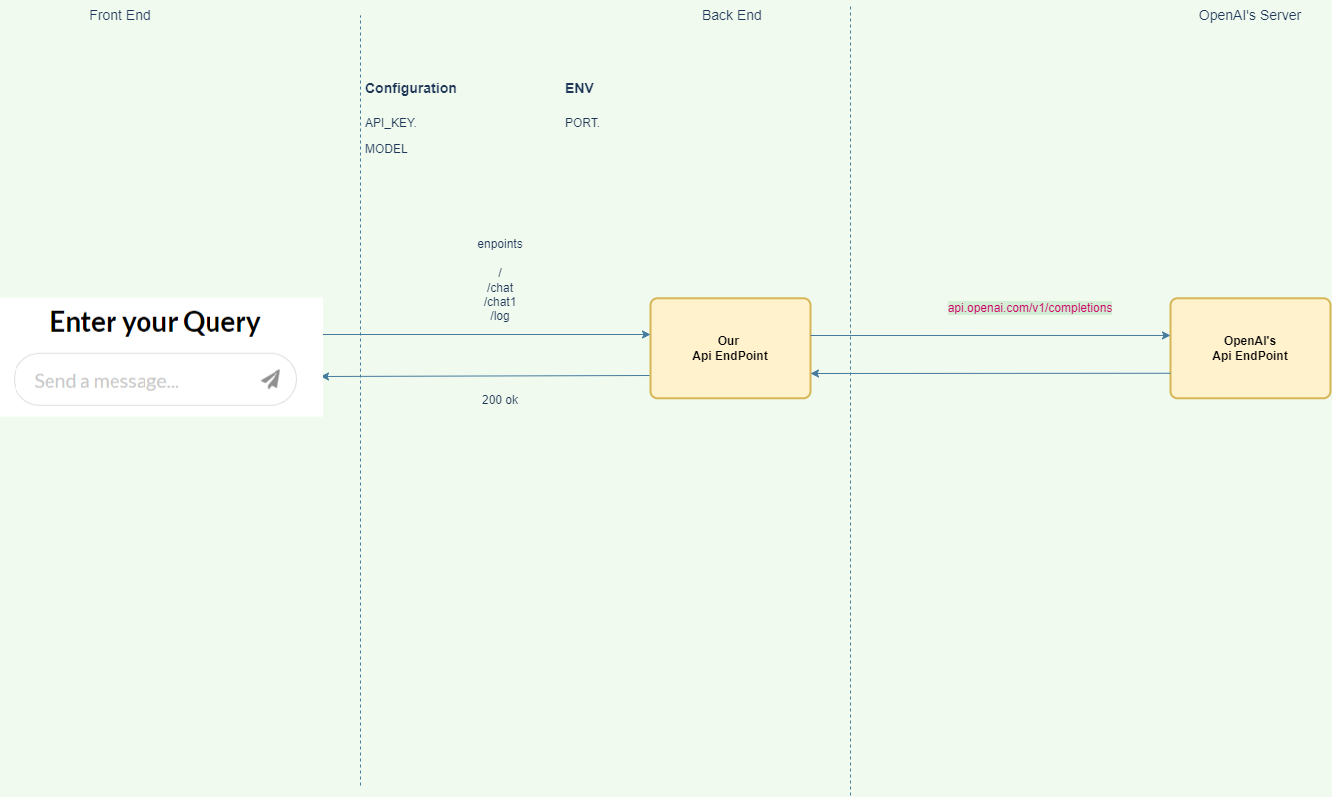 Front End
Back End
OpenAI's Server
Configuration
ENV
API_KEY.
PORT.
MODEL
enpoints
/
/chat
/chat1
/log
Enter your Query
Send a message...
Our
Api EndPoint
api.openai.com/v1/completions
OpenAI's
Api EndPoint
200 ok